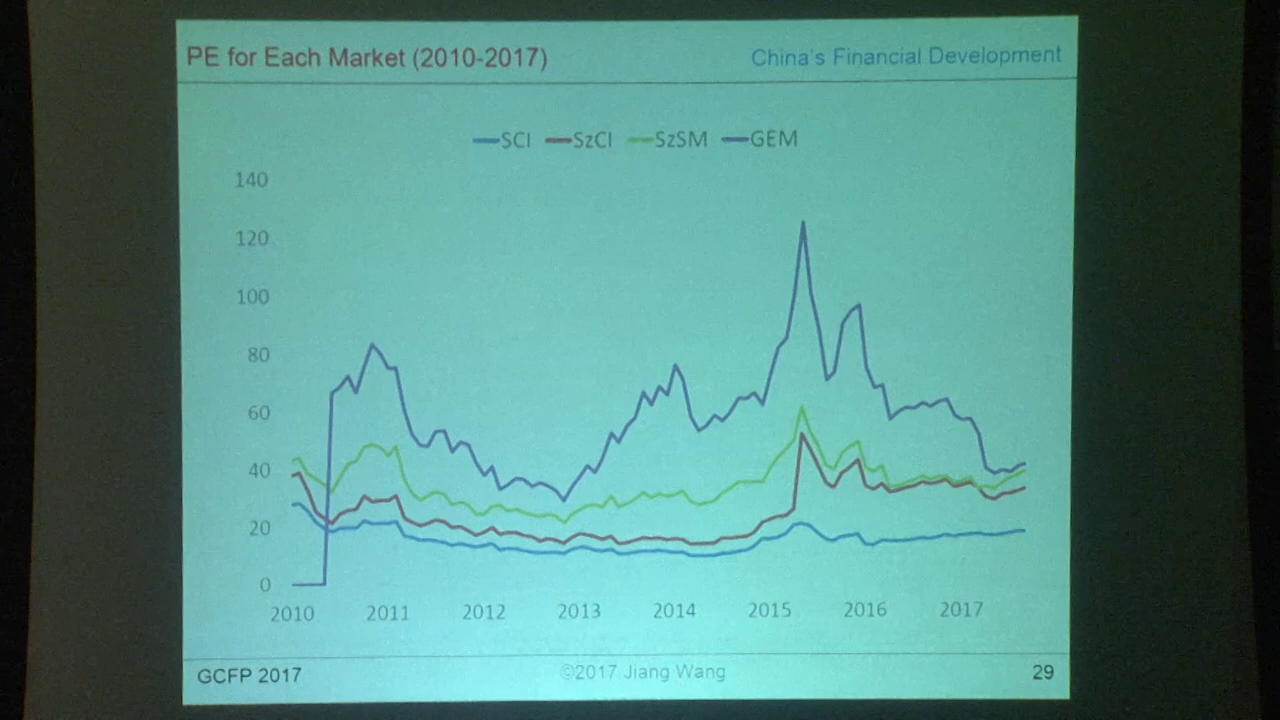 PE for Each Market (2010-2017)
China's Financial Development
SCI SzCI SzSM GEM
140
120
100
80
60
40
20
0
2010 2011 2012 2013 2014 2015 2016 2017
GCFP 2017
©2017 Jiang Wang
29